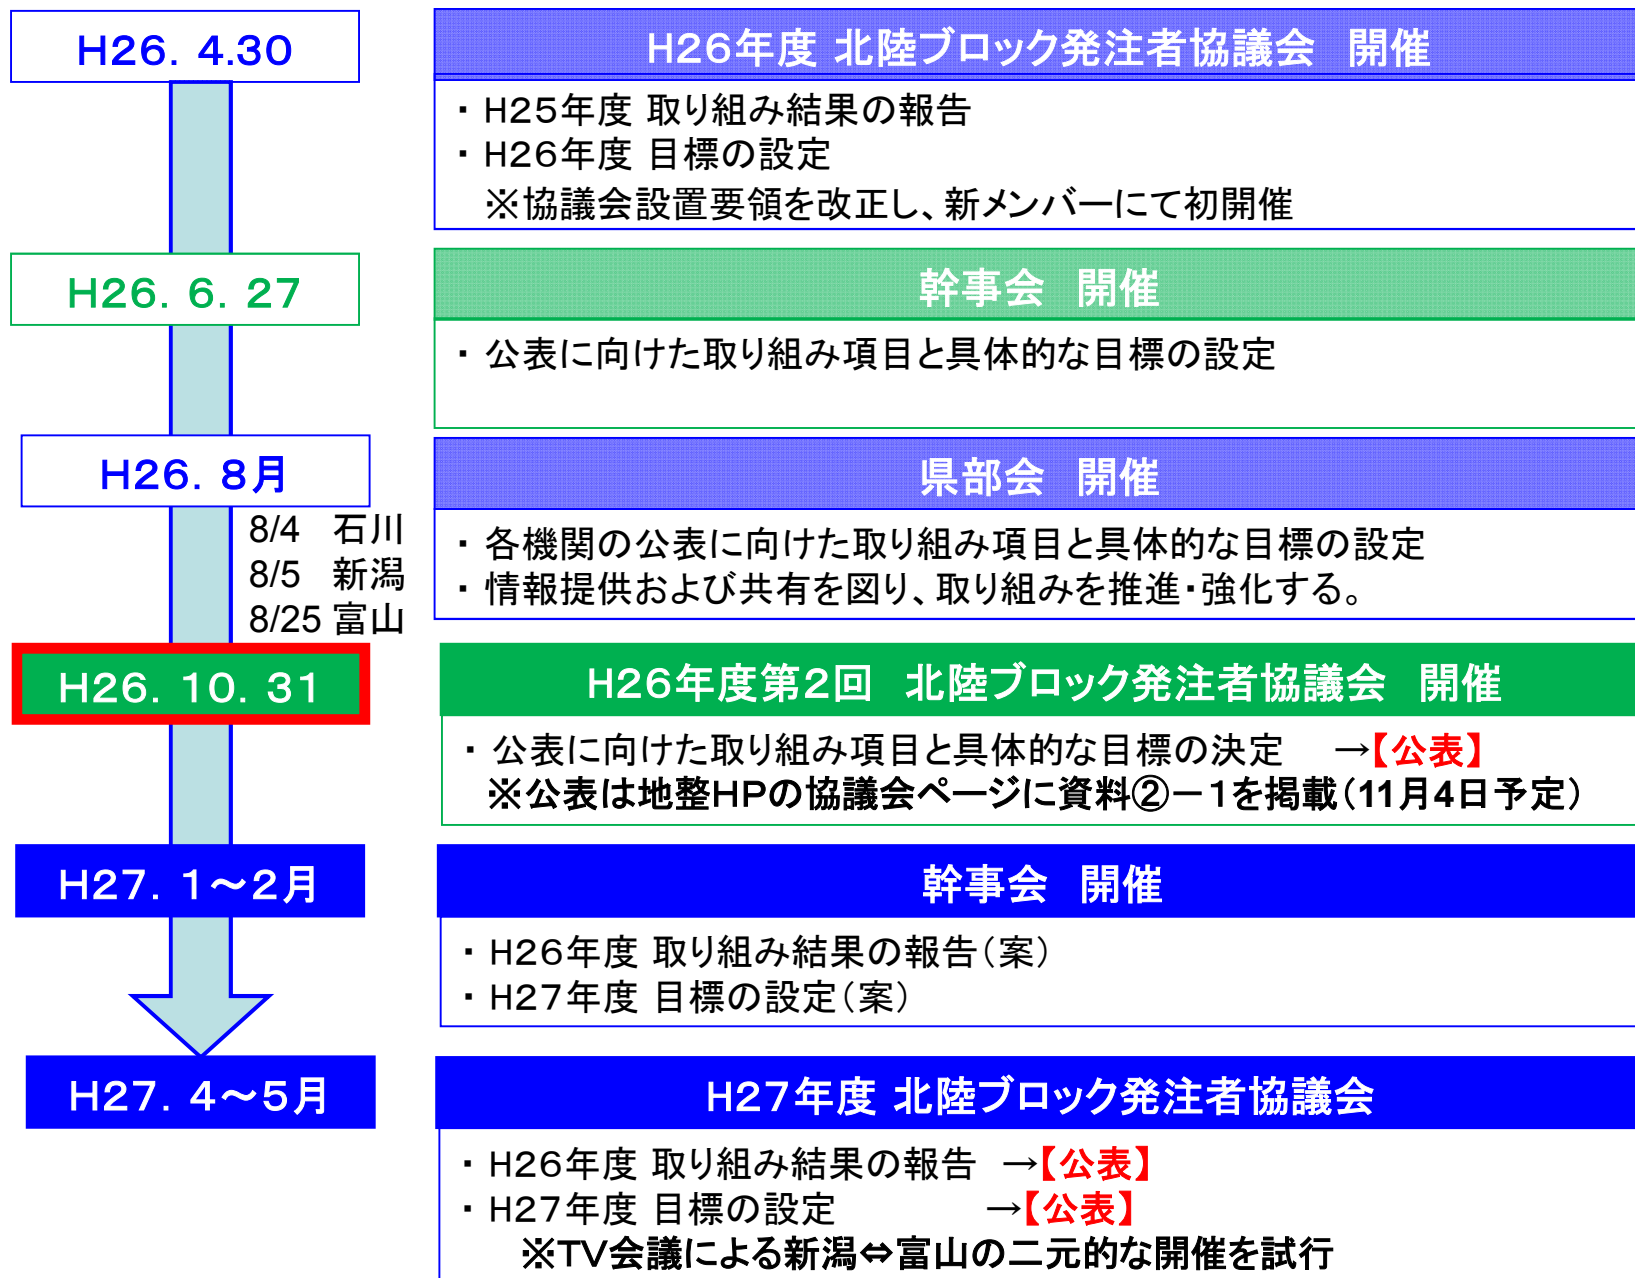 H26. 4.30
H26年度 北陸ブロック発注者協議会　開催
・ H25年度 取り組み結果の報告
・ H26年度 目標の設定
※協議会設置要領を改正し、新メンバーにて初開催
H26. 6. 27
幹事会　開催
・ 公表に向けた取り組み項目と具体的な目標の設定
H26. 8月
8/4　石川
8/5　新潟
8/25 富山
県部会　開催
・ 各機関の公表に向けた取り組み項目と具体的な目標の設定
・ 情報提供および共有を図り、取り組みを推進・強化する。
H26. 10. 31
H26年度第2回　北陸ブロック発注者協議会　開催
・ 公表に向けた取り組み項目と具体的な目標の決定　→【公表】
※公表は地整HPの協議会ページに資料②－1を掲載（11月4日予定）
H27. 1～2月
幹事会　開催
・ H26年度 取り組み結果の報告（案）
・ H27年度 目標の設定（案）
H27. 4～5月
H27年度 北陸ブロック発注者協議会
・ H26年度 取り組み結果の報告　→【公表】
・ H27年度 目標の設定　→【公表】
※TV会議による新潟⇔富山の二元的な開催を試行